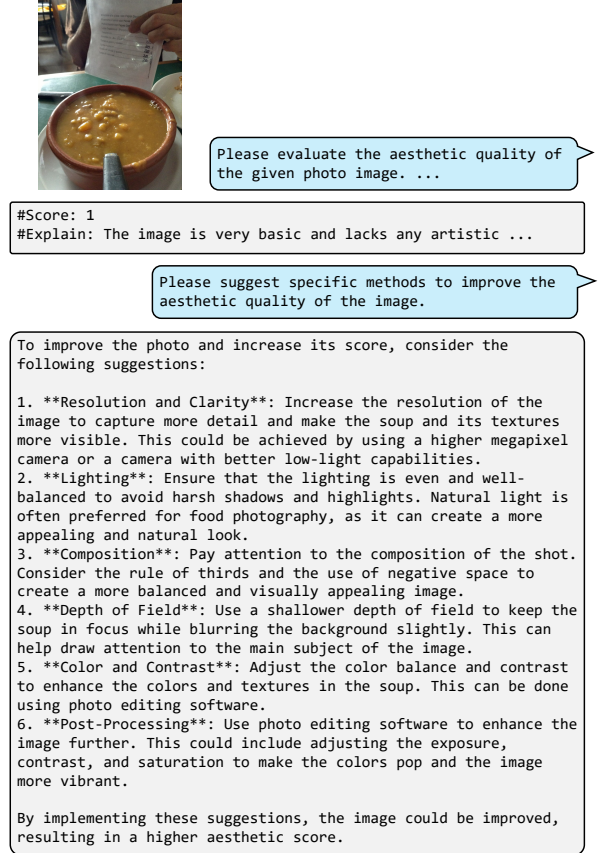 Please evaluate the aesthetic quality of
the given photo image. ...
#Score: 1
#Explain: The image is very basic and lacks any artistic ...
Please suggest specific methods to improve the
aesthetic quality of the image.
To improve the photo and increase its score, consider the
following suggestions:
1. **Resolution and Clarity**: Increase the resolution of the
image to capture more detail and make the soup and its textures
more visible. This could be achieved by using a higher megapixel
camera or a camera with better low-light capabilities.
2. **Lighting**: Ensure that the lighting is even and well-
balanced to avoid harsh shadows and highlights. Natural light is
often preferred for food photography, as it can create a more
appealing and natural look.
3. **Composition**: Pay attention to the composition of the shot.
Consider the rule of thirds and the use of negative space to
create a more balanced and visually appealing image.
4. **Depth of Field**: Use a shallower depth of field to keep the
soup in focus while blurring the background slightly. This can
help draw attention to the main subject of the image.
5. **Color and Contrast**: Adjust the color balance and contrast
to enhance the colors and textures in the soup. This can be done
using photo editing software.
6. **Post-Processing**: Use photo editing software to enhance the
image further. This could include adjusting the exposure,
contrast, and saturation to make the colors pop and the image
more vibrant.
By implementing these suggestions, the image could be improved,
resulting in a higher aesthetic score.